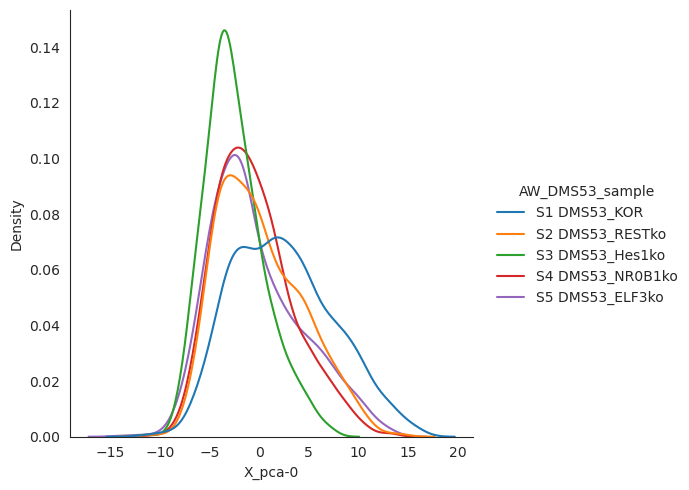 0.14
0.12
0.10
0.08
0.06
0.04
0.02
0.00
Density
−15
−10
−5
0
5
10
15
20
X_pca-0
AW_DMS53_sample
S1 DMS53_KOR
S2 DMS53_RESTko
S3 DMS53_Hes1ko
S4 DMS53_NR0B1ko
S5 DMS53_ELF3ko